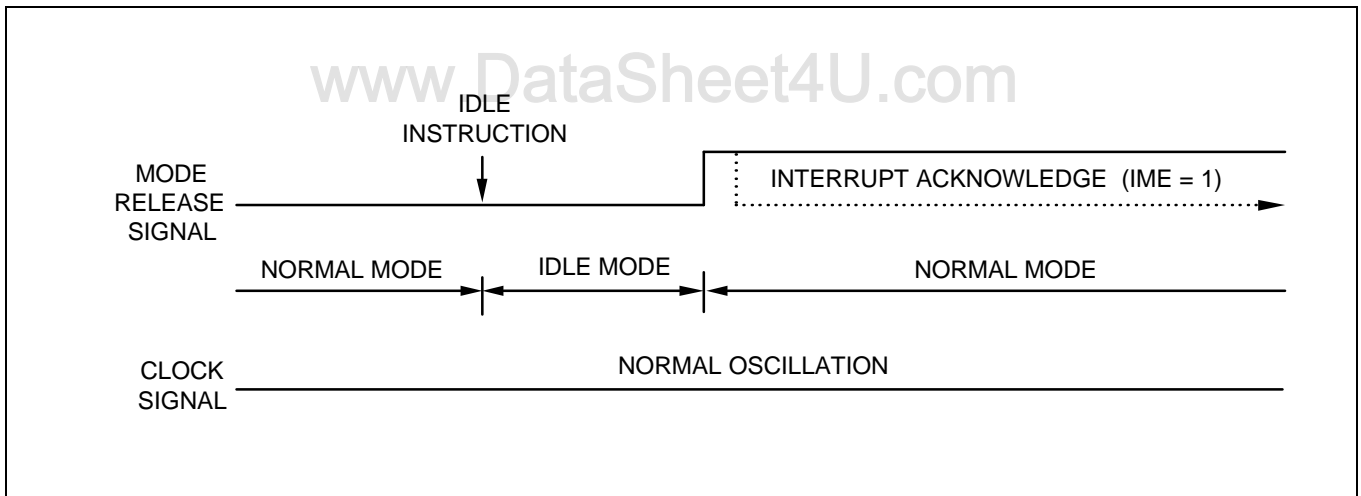 www.DataSheet4U.com
IDLE
INSTRUCTION
MODE
RELEASE
SIGNAL
INTERRUPT ACKNOWLEDGE (IME = 1)
NORMAL MODE
IDLE MODE
NORMAL MODE
CLOCK
SIGNAL
NORMAL OSCILLATION